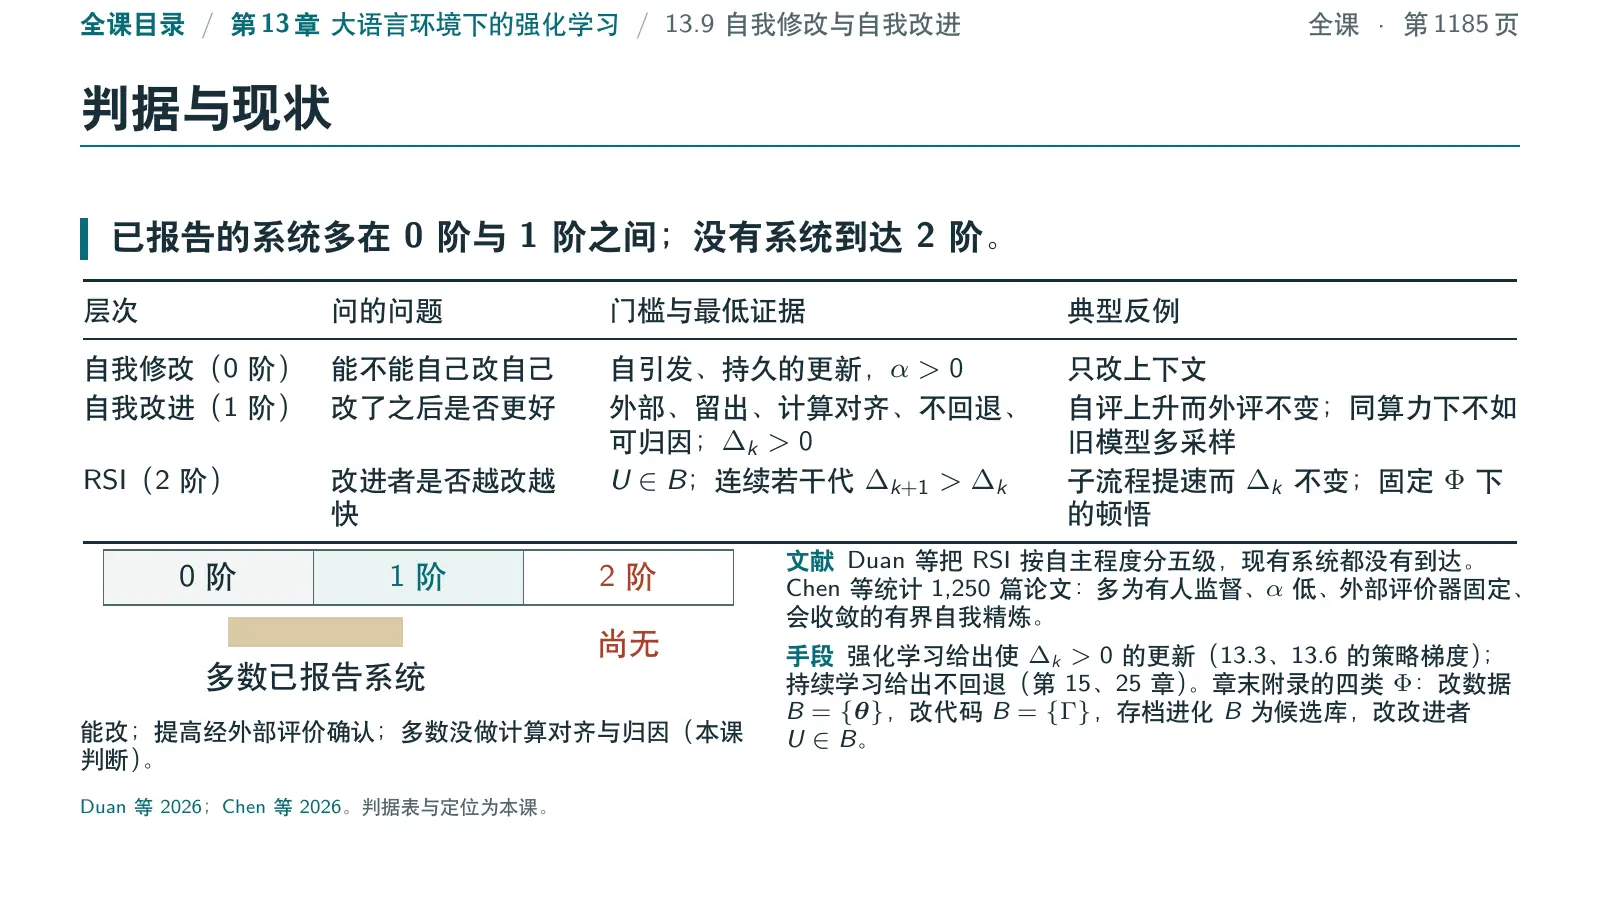 全课目录 / 第 13 章 大语言环境下的强化学习 / 13.9 自我修改与自我改进
全课 · 第 1185 页
判据与现状
已报告的系统多在 0 阶与 1 阶之间；没有系统到达 2 阶。
层次 问的问题 门槛与最低证据 典型反例
自我修改（0 阶） 能不能自己改自己 自引发、持久的更新，α > 0 只改上下文
自我改进（1 阶） 改了之后是否更好 外部、留出、计算对齐、不回退、 自评上升而外评不变；同算力下不如
可归因；Δₖ > 0 旧模型多采样
RSI（2 阶） 改进者是否越改越 U ∈ B；连续若干代 Δₖ₊₁ > Δₖ 子流程提速而 Δₖ 不变；固定 Φ 下
快 的顿悟
0 阶 1 阶 2 阶
尚无
多数已报告系统
能改；提高经外部评价确认；多数没做计算对齐与归因（本课
判断）。
文献 Duan 等把 RSI 按自主程度分五级，现有系统都没有到达。
Chen 等统计 1,250 篇论文：多为有人监督、α 低、外部评价器固定、
会收敛的有界自我精炼。
手段 强化学习给出使 Δₖ > 0 的更新（13.3、13.6 的策略梯度）；
持续学习给出不回退（第 15、25 章）。章末附录的四类 Φ：改数据
B = {θ}，改代码 B = {Γ}，存档进化 B 为候选库，改改进者
U ∈ B。
Duan 等 2026；Chen 等 2026。判据表与定位为本课。